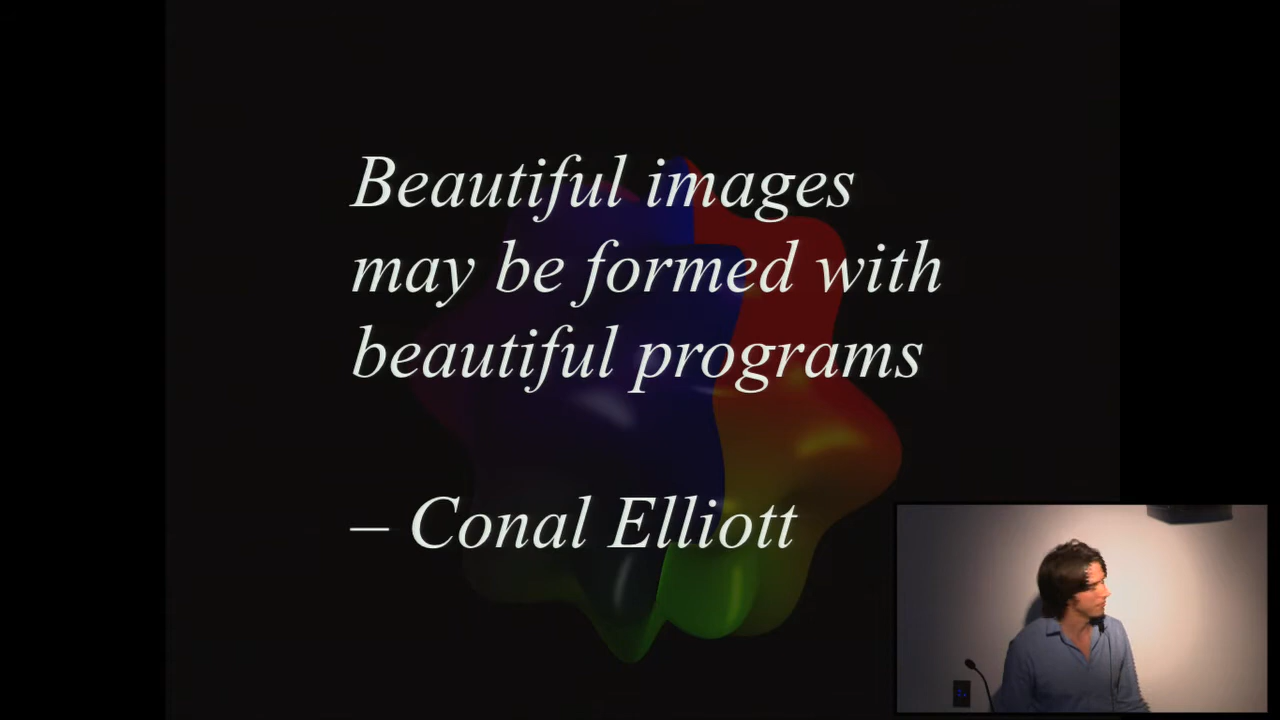 Beautiful images
may be formed with
beautiful programs
– Conal Elliott